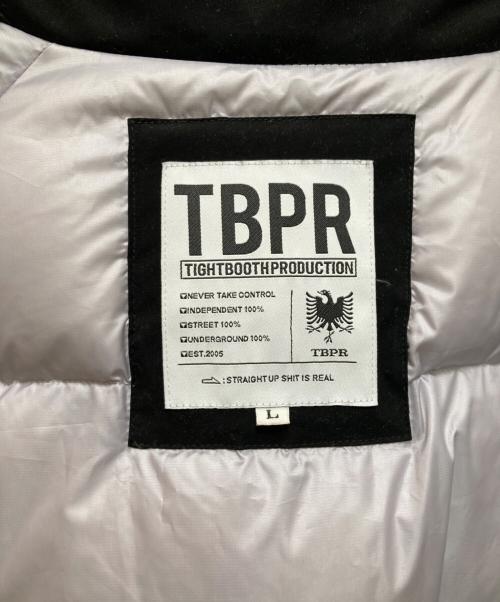 TBPR
TIGHTBOOTHPRODUCTION
NEVER TAKE CONTROL
INDEPENDENT 100%
STREET 100%
UNDERGROUND 100%
EST.2005
TBPR
: STRAIGHT UP SHIT IS REAL
L